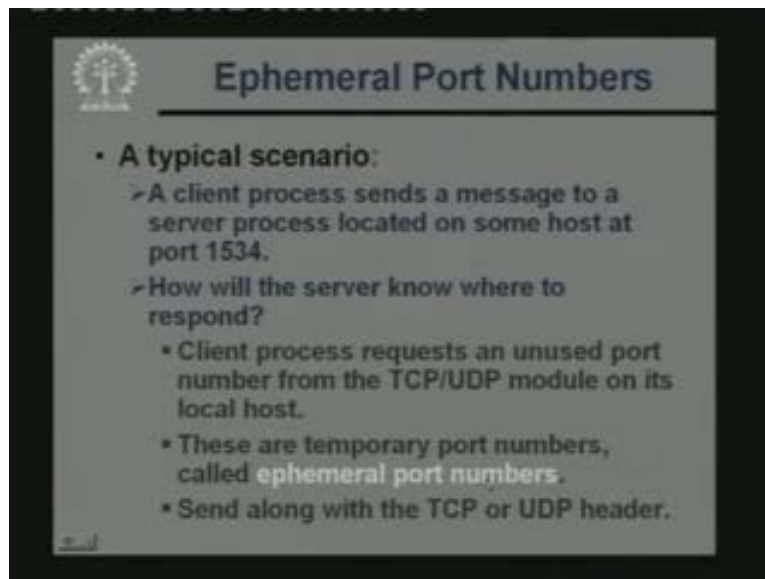 Ephemeral Port Numbers
• A typical scenario:
➢A client process sends a message to a
server process located on some host at
port 1534.
➢How will the server know where to
respond?
▪ Client process requests an unused port
number from the TCP/UDP module on its
local host.
▪ These are temporary port numbers,
called ephemeral port numbers.
▪ Send along with the TCP or UDP header.